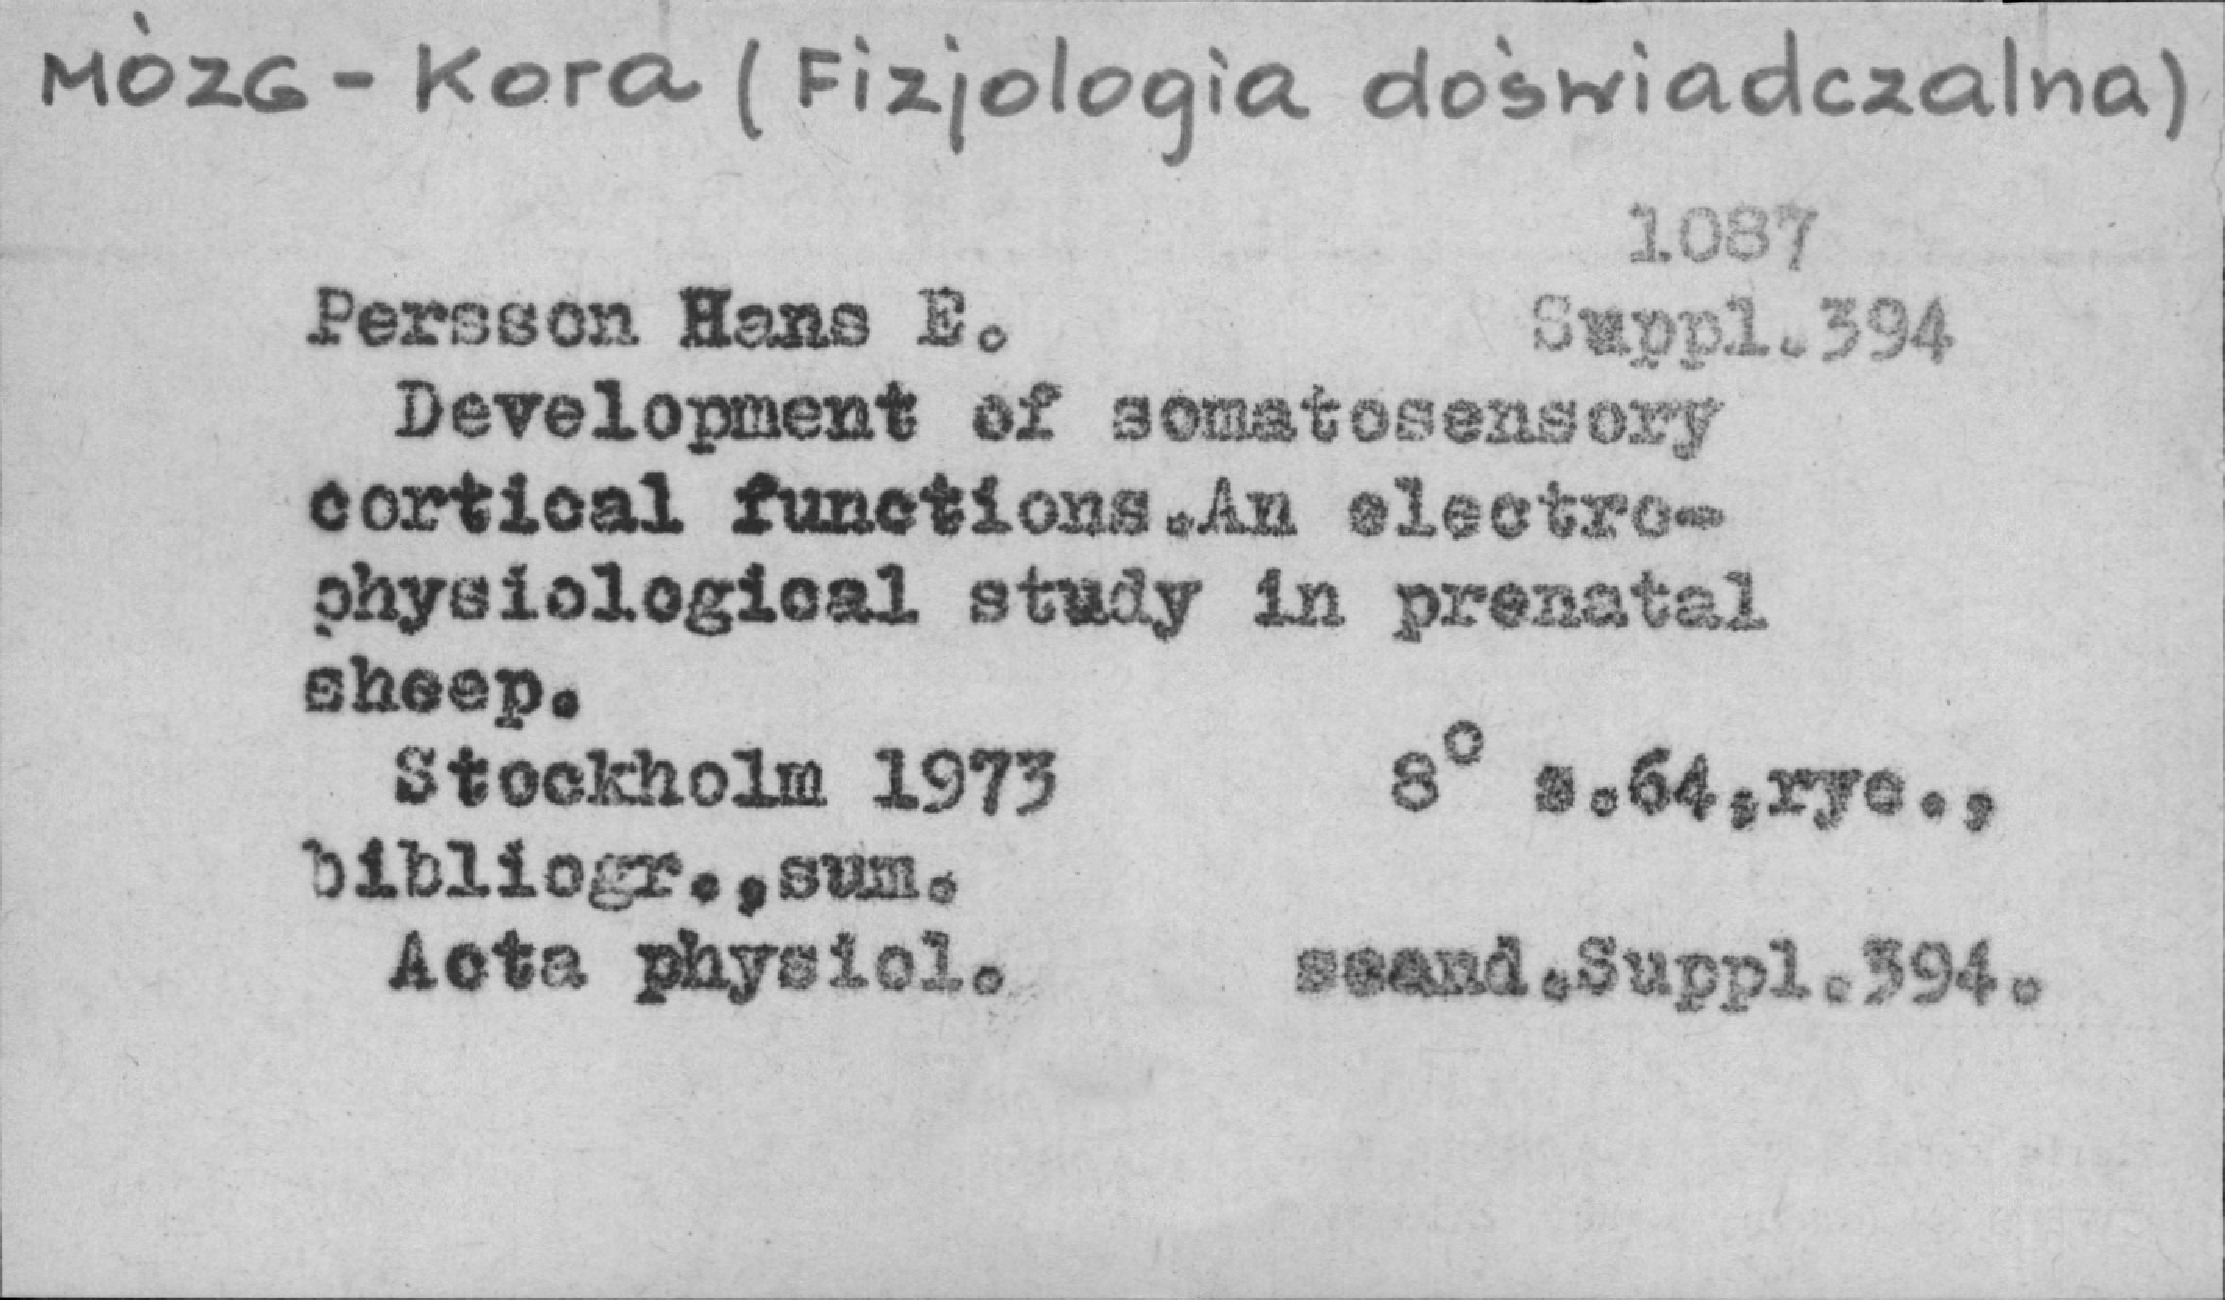 MÓZG - Kora (Fizjologia doświadczalna)
1087
Persson Hans E. Suppl.394
Development of somatosensory
cortical functions.An electro-
physiological study in prenatal
sheep.
Stockholm 1973 8° s.64,ryc.,
bibliogr.,sum.
Acta physiol. scand.Suppl.394.